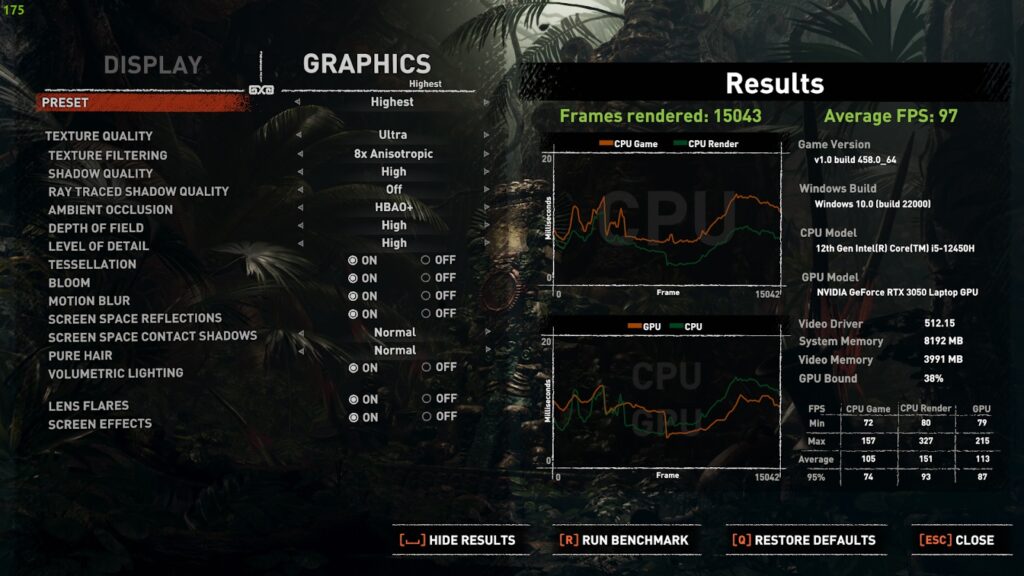 175
DISPLAY
GRAPHICS
Highest
PRESET Highest
TEXTURE QUALITY Ultra
TEXTURE FILTERING 8x Anisotropic
SHADOW QUALITY High
RAY TRACED SHADOW QUALITY Off
AMBIENT OCCLUSION HBAO+
DEPTH OF FIELD High
LEVEL OF DETAIL High
TESSELLATION ON OFF
BLOOM ON OFF
MOTION BLUR ON OFF
SCREEN SPACE REFLECTIONS ON OFF
SCREEN SPACE CONTACT SHADOWS Normal
PURE HAIR Normal
VOLUMETRIC LIGHTING ON OFF
LENS FLARES ON OFF
SCREEN EFFECTS ON OFF
Results
Frames rendered: 15043 Average FPS: 97
CPU Game CPU Render
20
CPU
Milliseconds
0
0 Frame 15042
GPU CPU
20
CPU
GPU
Milliseconds
0
0 Frame 15042
Game Version
v1.0 build 458.0_64
Windows Build
Windows 10.0 (build 22000)
CPU Model
12th Gen Intel(R) Core(TM) i5-12450H
GPU Model
NVIDIA GeForce RTX 3050 Laptop GPU
Video Driver 512.15
System Memory 8192 MB
Video Memory 3991 MB
GPU Bound 38%
FPS CPU Game CPU Render GPU
Min 72 80 79
Max 157 327 215
Average 105 151 113
95% 74 93 87
[⎵] HIDE RESULTS
[R] RUN BENCHMARK
[Q] RESTORE DEFAULTS
[ESC] CLOSE